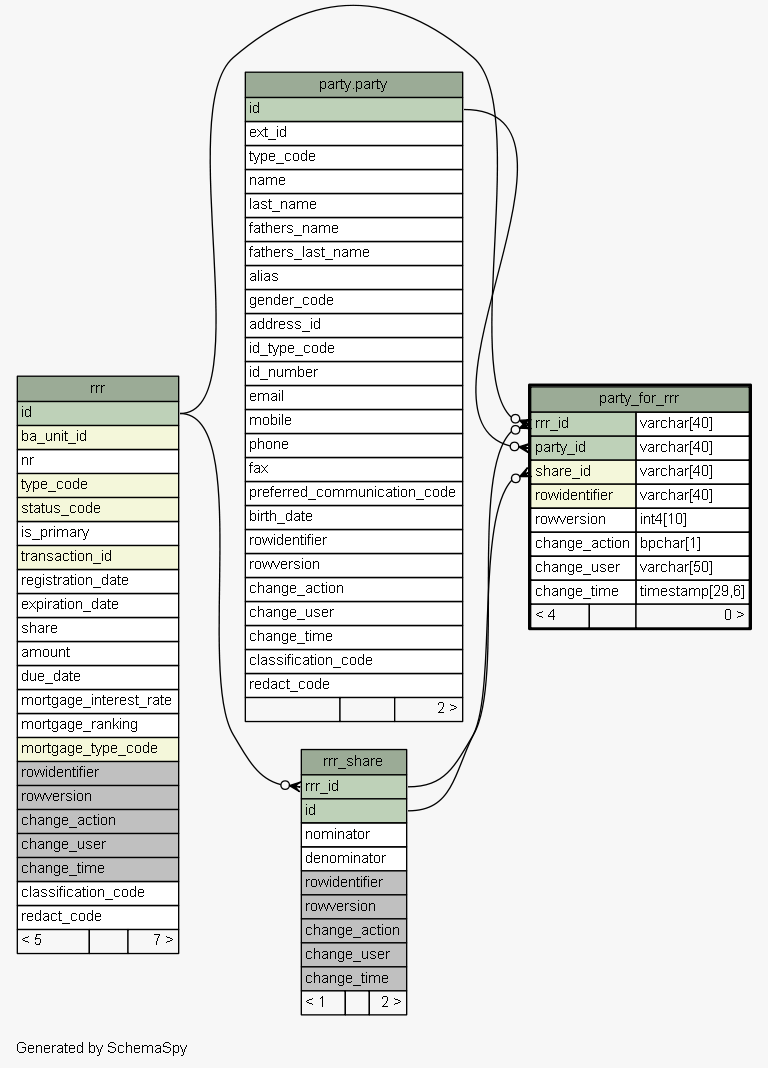 party.party
id
ext_id
type_code
name
last_name
fathers_name
fathers_last_name
alias
gender_code
address_id
id_type_code
id_number
email
mobile
phone
fax
preferred_communication_code
birth_date
rowidentifier
rowversion
change_action
change_user
change_time
classification_code
redact_code
2 >
rrr
id
ba_unit_id
nr
type_code
status_code
is_primary
transaction_id
registration_date
expiration_date
share
amount
due_date
mortgage_interest_rate
mortgage_ranking
mortgage_type_code
rowidentifier
rowversion
change_action
change_user
change_time
classification_code
redact_code
< 5 7 >
party_for_rrr
rrr_id varchar[40]
party_id varchar[40]
share_id varchar[40]
rowidentifier varchar[40]
rowversion int4[10]
change_action bpchar[1]
change_user varchar[50]
change_time timestamp[29,6]
< 4 0 >
rrr_share
rrr_id
id
nominator
denominator
rowidentifier
rowversion
change_action
change_user
change_time
< 1 2 >
Generated by SchemaSpy